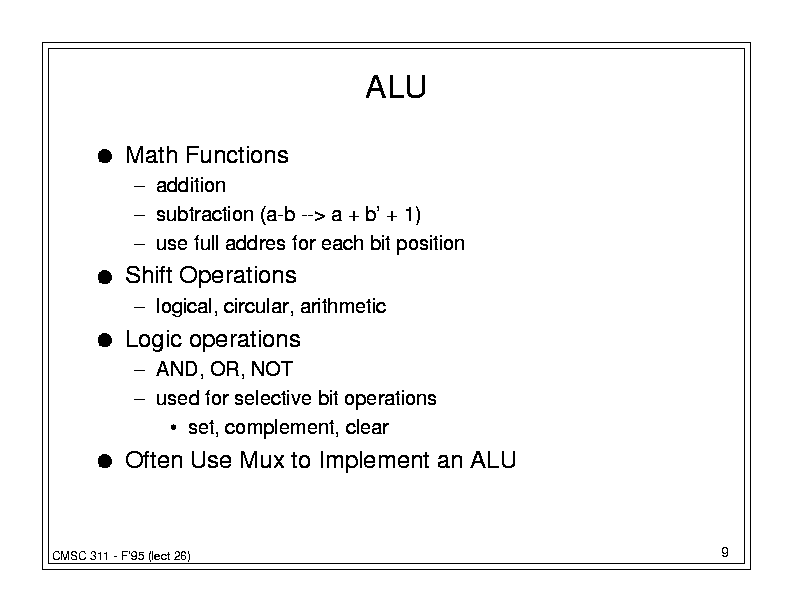 ALU
● Math Functions
– addition
– subtraction (a-b --> a + b’ + 1)
– use full addres for each bit position
● Shift Operations
– logical, circular, arithmetic
● Logic operations
– AND, OR, NOT
– used for selective bit operations
• set, complement, clear
● Often Use Mux to Implement an ALU
CMSC 311 - F’95 (lect 26)
9